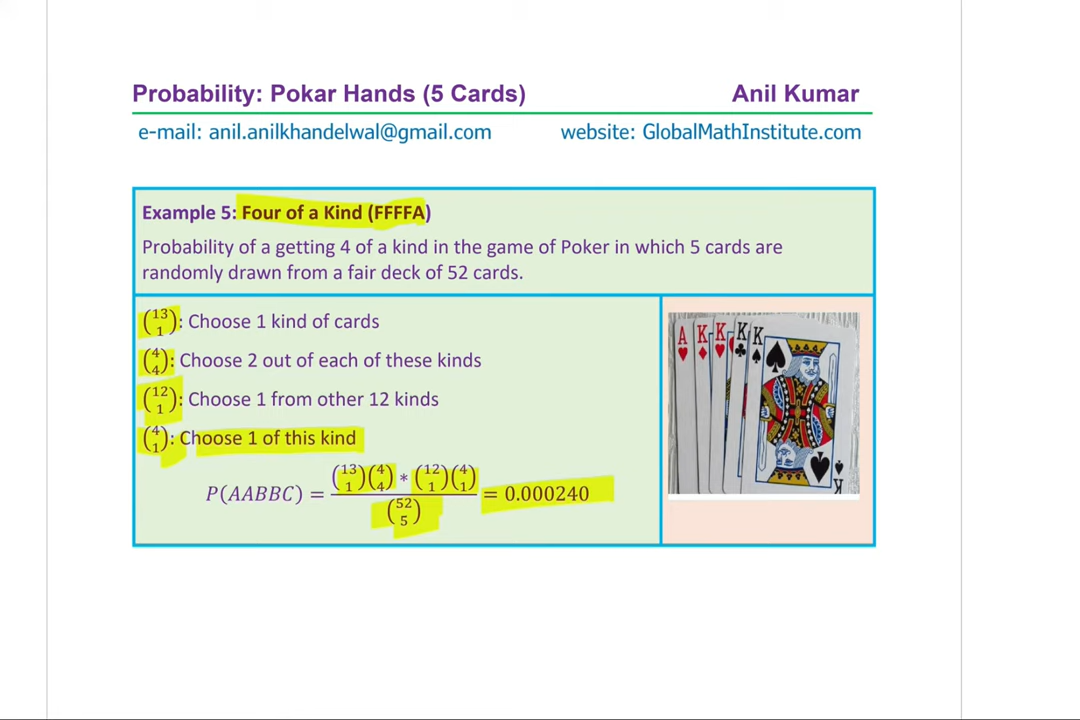 Probability: Pokar Hands (5 Cards) Anil Kumar
e-mail: anil.anilkhandelwal@gmail.com website: GlobalMathInstitute.com
Example 5: Four of a Kind (FFFFA)
Probability of a getting 4 of a kind in the game of Poker in which 5 cards are
randomly drawn from a fair deck of 52 cards.
(13 1): Choose 1 kind of cards
(4 4): Choose 2 out of each of these kinds
(12 1): Choose 1 from other 12 kinds
(4 1): Choose 1 of this kind
P(AABBC) = (13 1)(4 4) * (12 1)(4 1) / (52 5) = 0.000240
A K K K K
K